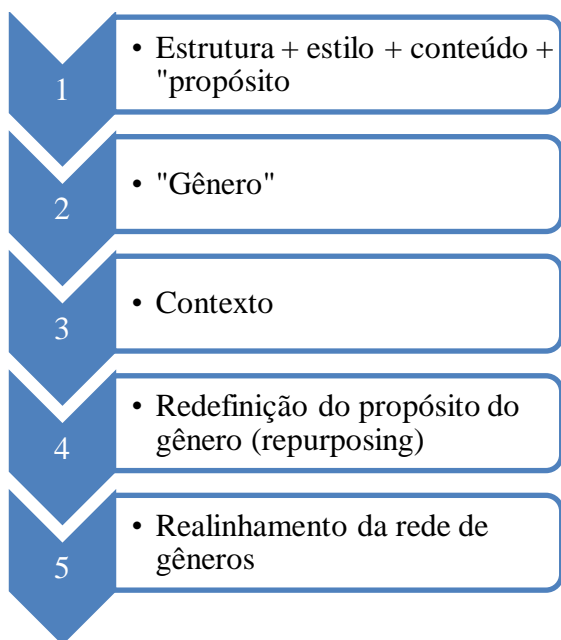 1
• Estrutura + estilo + conteúdo +
"propósito
2
• "Gênero"
3
• Contexto
4
• Redefinição do propósito do
gênero (repurposing)
5
• Realinhamento da rede de
gêneros